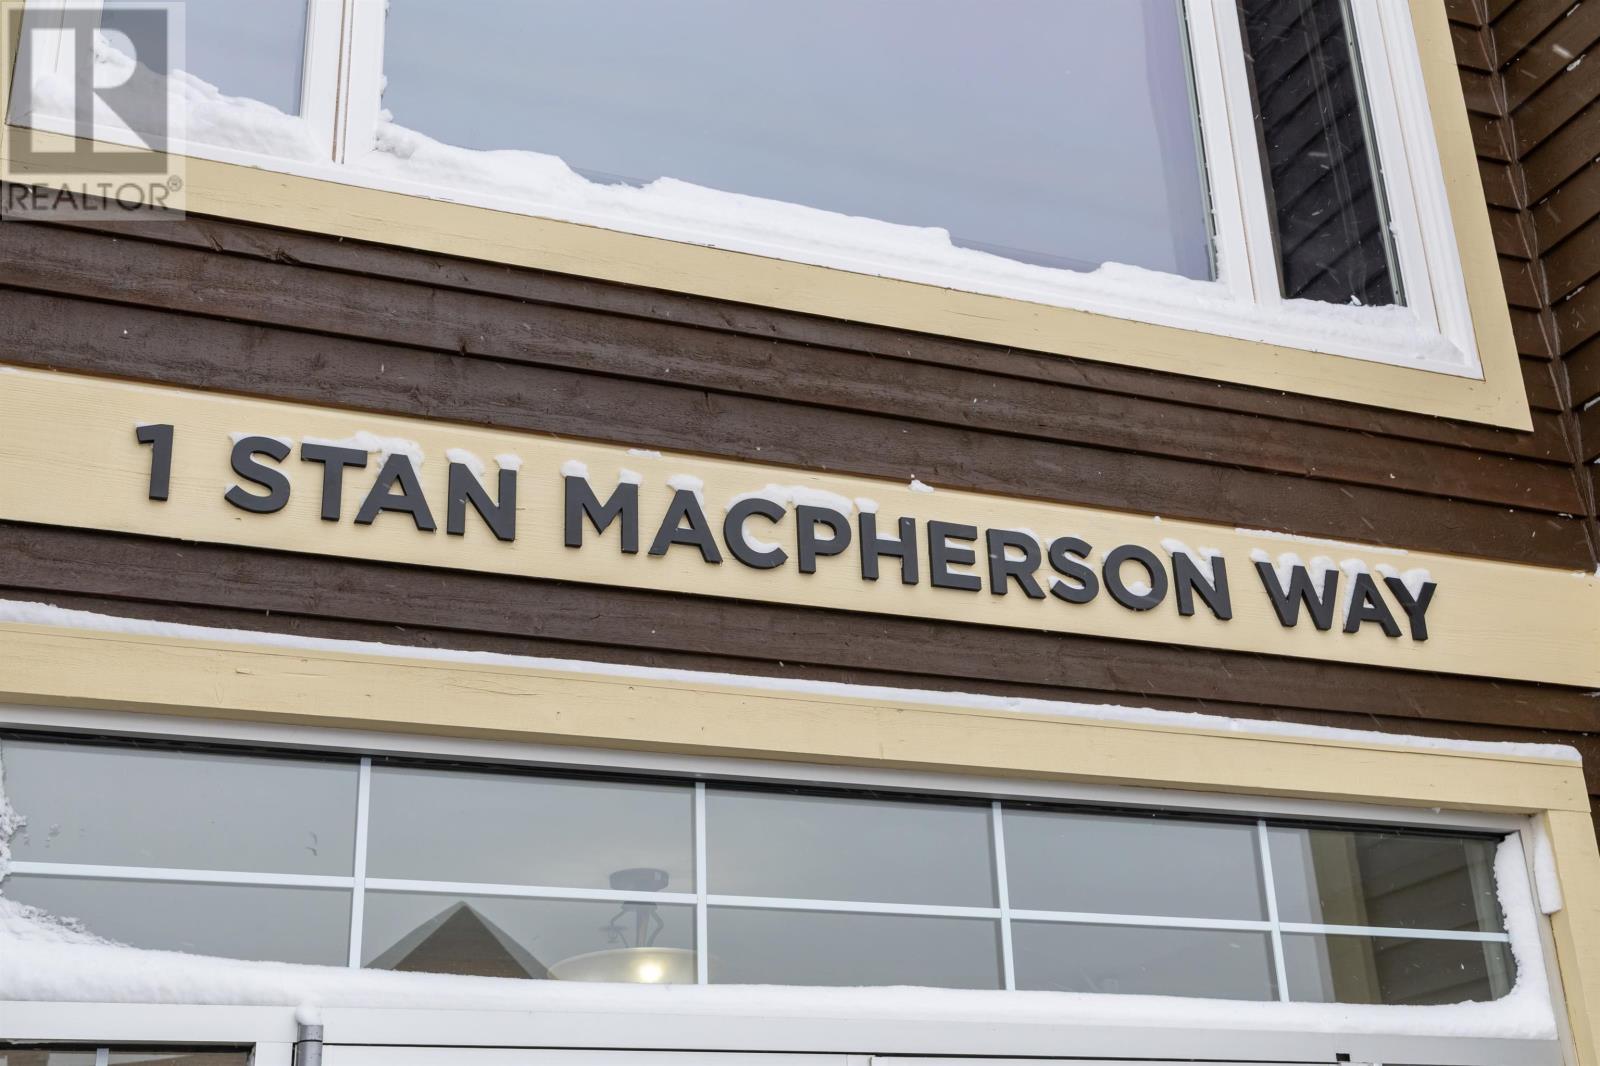 R
REALTOR®
1 STAN MACPHERSON WAY